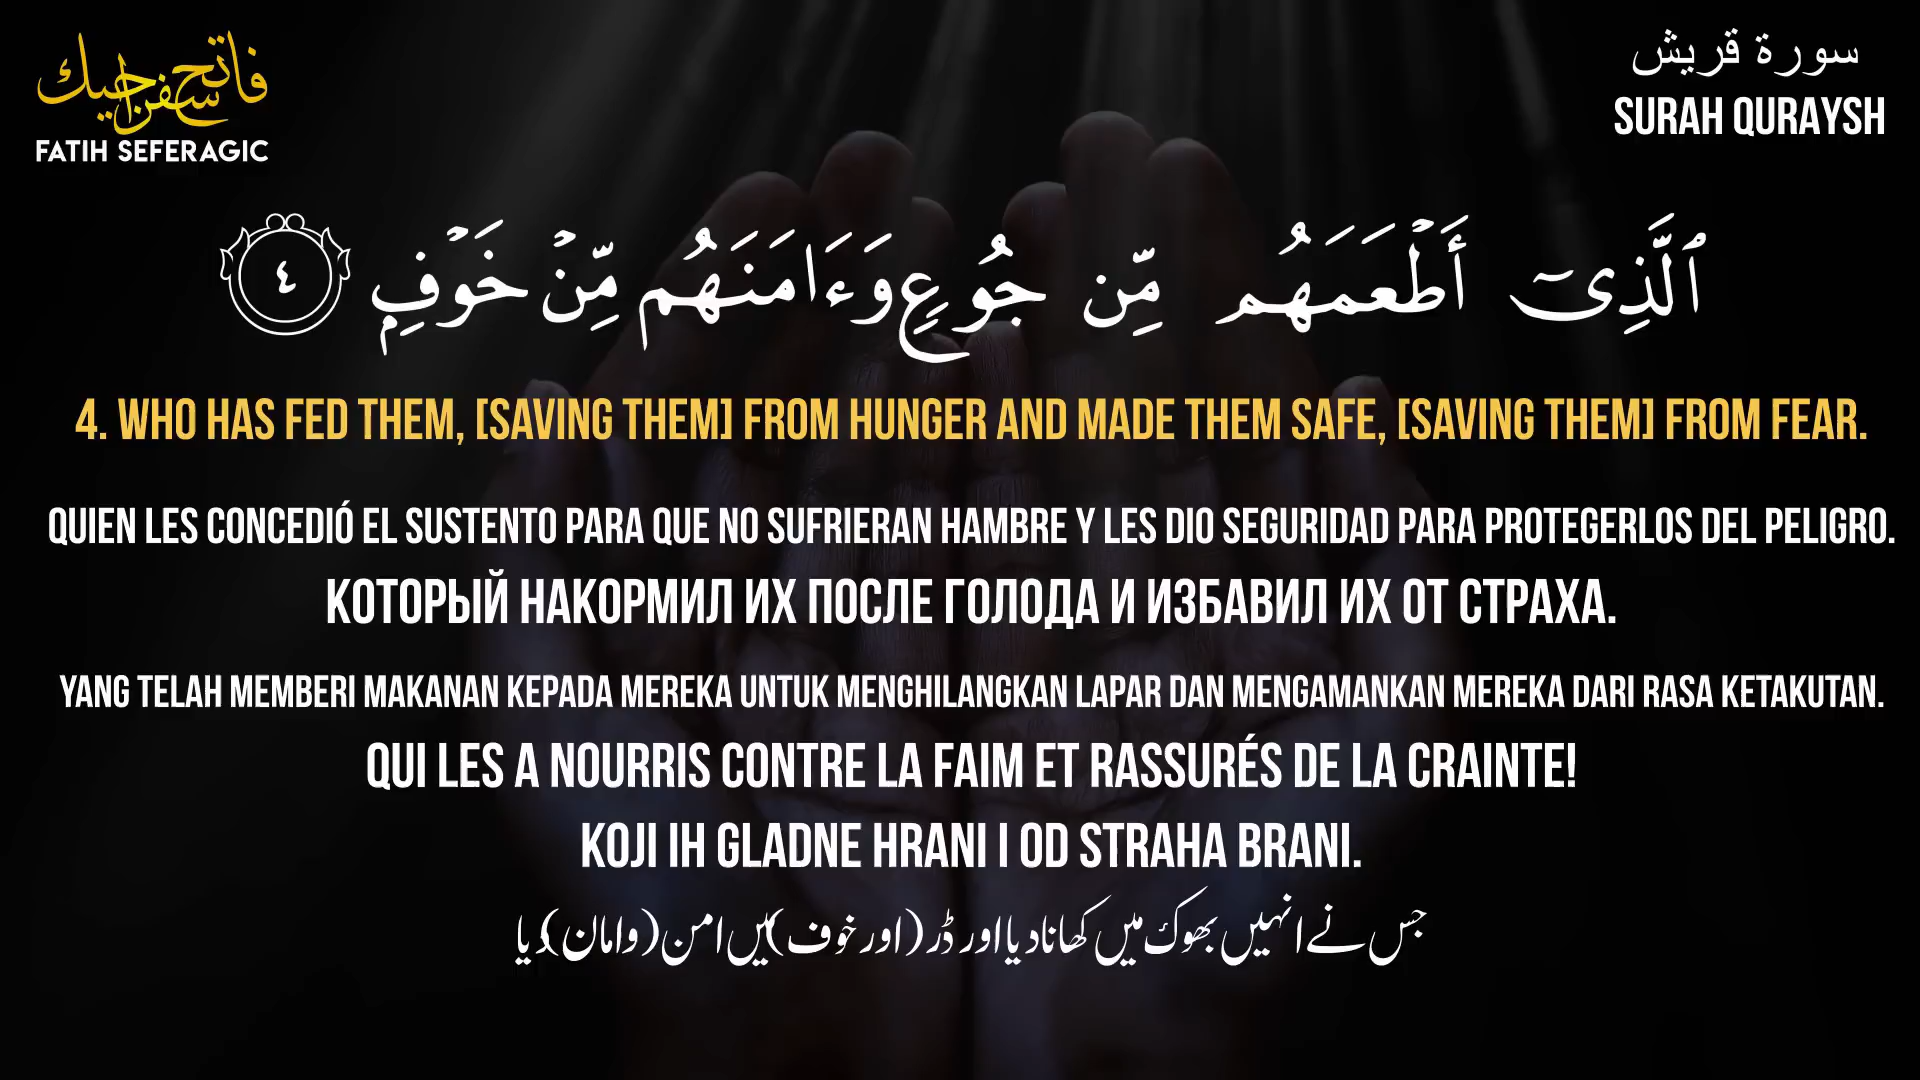 فاتح سفراجيك
FATIH SEFERAGIC
سورة قريش
SURAH QURAYSH
ٱلَّذِىٓ أَطْعَمَهُم مِّن جُوعٍ وَءَامَنَهُم مِّنْ خَوْفٍۭ ٤
4. WHO HAS FED THEM, [SAVING THEM] FROM HUNGER AND MADE THEM SAFE, [SAVING THEM] FROM FEAR.
QUIEN LES CONCEDIÓ EL SUSTENTO PARA QUE NO SUFRIERAN HAMBRE Y LES DIO SEGURIDAD PARA PROTEGERLOS DEL PELIGRO.
КОТОРЫЙ НАКОРМИЛ ИХ ПОСЛЕ ГОЛОДА И ИЗБАВИЛ ИХ ОТ СТРАХА.
YANG TELAH MEMBERI MAKANAN KEPADA MEREKA UNTUK MENGHILANGKAN LAPAR DAN MENGAMANKAN MEREKA DARI RASA KETAKUTAN.
QUI LES A NOURRIS CONTRE LA FAIM ET RASSURÉS DE LA CRAINTE!
KOJI IH GLADNE HRANI I OD STRAHA BRANI.
جس نے انہیں بھوک میں کھانا دیا اور ڈر (اور خوف) میں امن (وامان) دیا